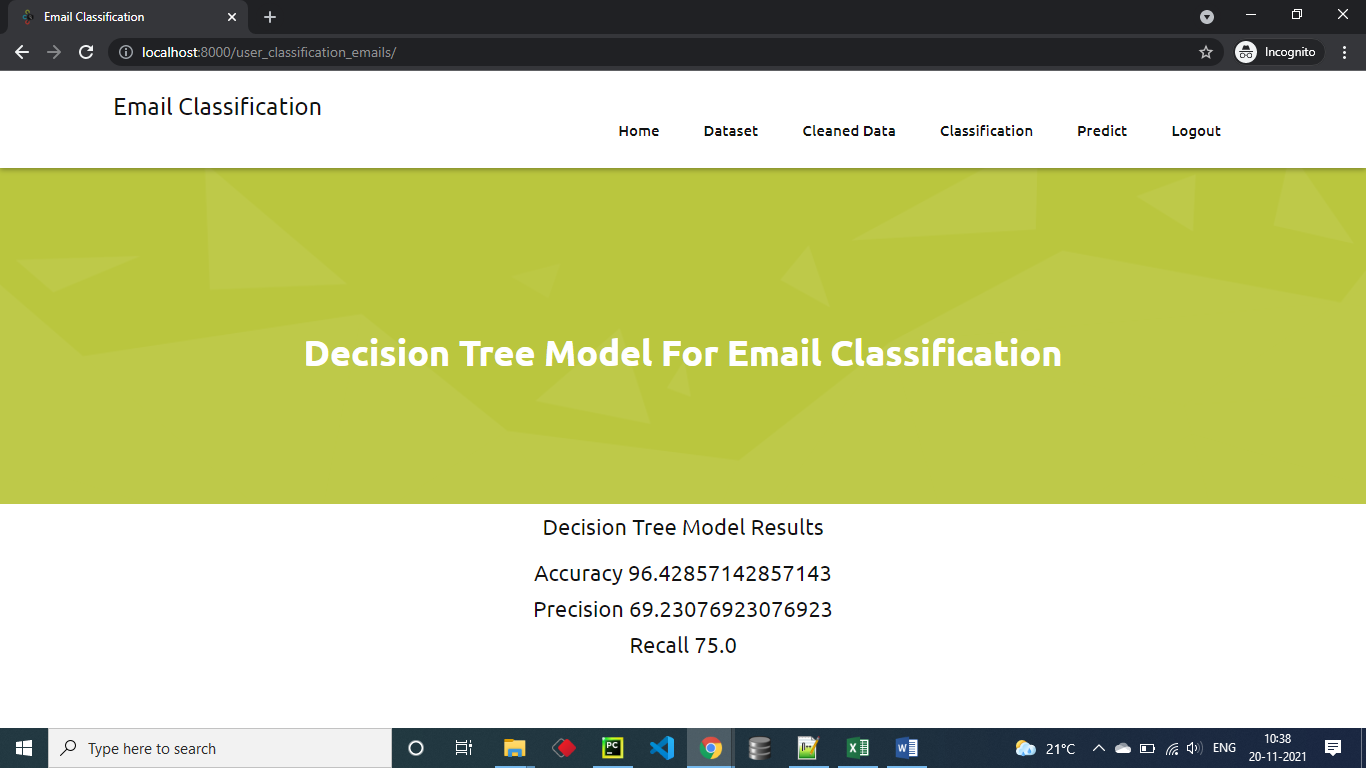 Email Classification
localhost:8000/user_classification_emails/
Incognito
Email Classification
Home Dataset Cleaned Data Classification Predict Logout
Decision Tree Model For Email Classification
Decision Tree Model Results
Accuracy 96.42857142857143
Precision 69.23076923076923
Recall 75.0
Type here to search
PC
21°C
ENG
10:38
20-11-2021